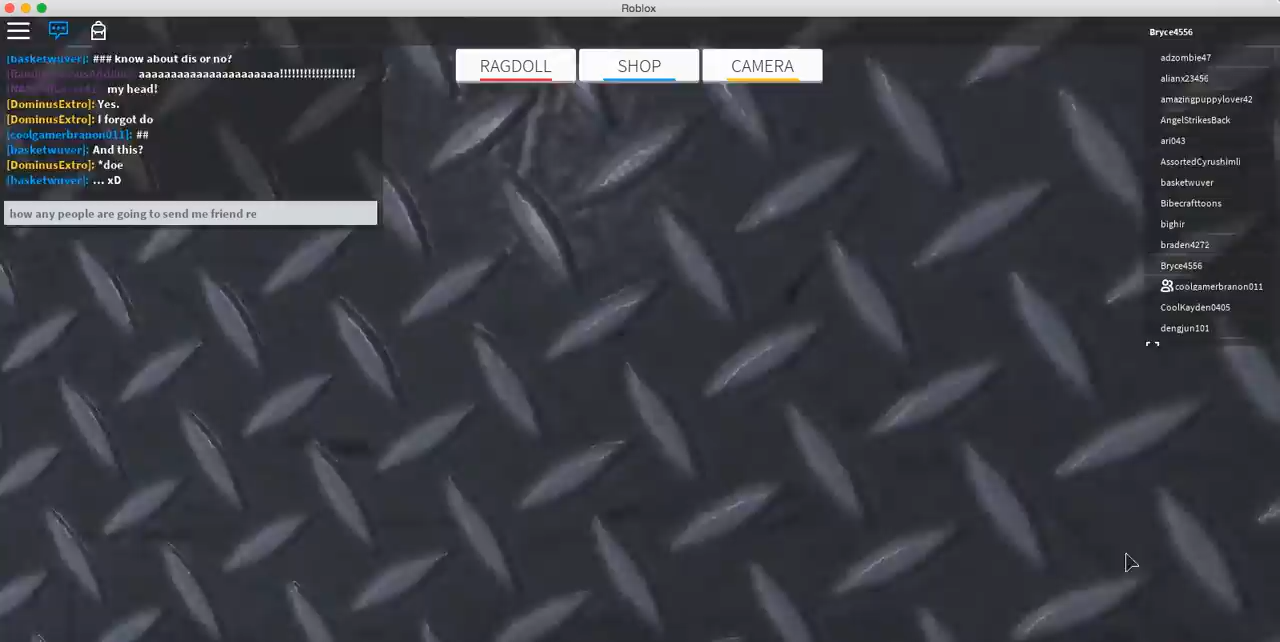 Roblox
Bryce4556
[basketwuver]: ### know about dis or no?
aaaaaaaaaaaaaaaaaaaaaa!!!!!!!!!!!!!!!!!!!
my head!
[DominusExtro]: Yes.
[DominusExtro]: I forgot do
[coolgamerbranon011]: ##
[basketwuver]: And this?
[DominusExtro]: *doe
[basketwuver]: ... xD
how any people are going to send me friend re
RAGDOLL
SHOP
CAMERA
adzombie47
alianx23456
amazingpuppylover42
AngelStrikesBack
ari043
AssortedCyrushimli
basketwuver
Bibecrafttoons
bighir
braden4272
Bryce4556
coolgamerbranon011
CoolKayden0405
dengjun101